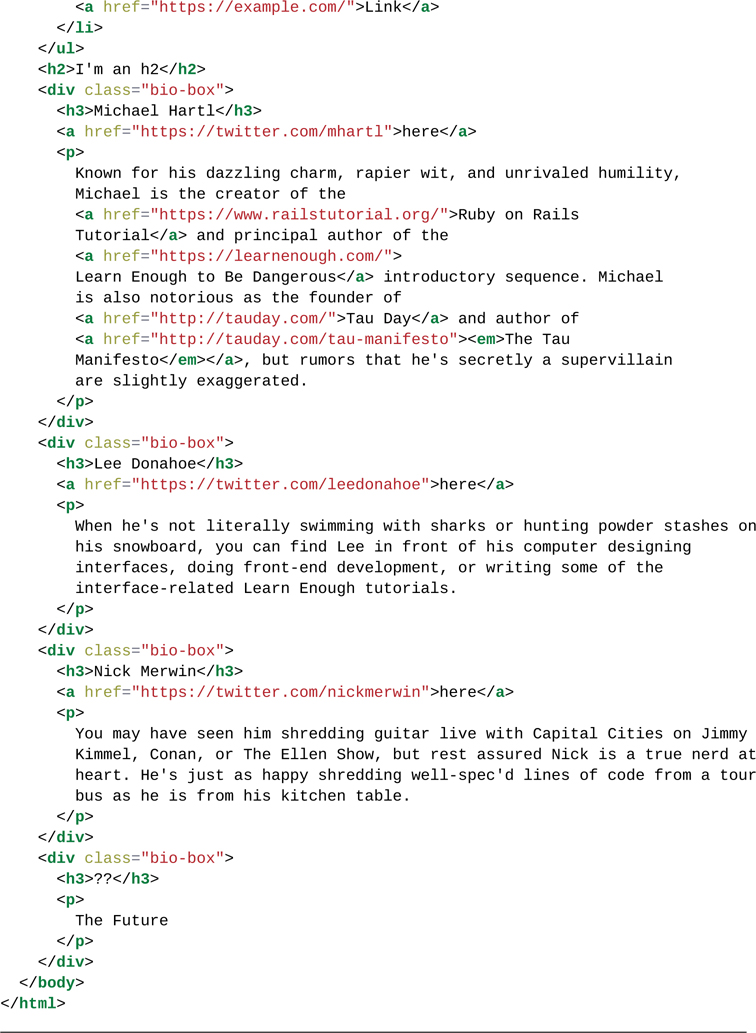 <a href="https://example.com/">Link</a>
      </li>
    </ul>
    <h2>I'm an h2</h2>
    <div class="bio-box">
      <h3>Michael Hartl</h3>
      <a href="https://twitter.com/mhartl">here</a>
      <p>
        Known for his dazzling charm, rapier wit, and unrivaled humility,
        Michael is the creator of the
        <a href="https://www.railstutorial.org/">Ruby on Rails
        Tutorial</a> and principal author of the
        <a href="https://learnenough.com/">
        Learn Enough to Be Dangerous</a> introductory sequence. Michael
        is also notorious as the founder of
        <a href="http://tauday.com/">Tau Day</a> and author of
        <a href="http://tauday.com/tau-manifesto"><em>The Tau
        Manifesto</em></a>, but rumors that he's secretly a supervillain
        are slightly exaggerated.
      </p>
    </div>
    <div class="bio-box">
      <h3>Lee Donahoe</h3>
      <a href="https://twitter.com/leedonahoe">here</a>
      <p>
        When he's not literally swimming with sharks or hunting powder stashes on
        his snowboard, you can find Lee in front of his computer designing
        interfaces, doing front-end development, or writing some of the
        interface-related Learn Enough tutorials.
      </p>
    </div>
    <div class="bio-box">
      <h3>Nick Merwin</h3>
      <a href="https://twitter.com/nickmerwin">here</a>
      <p>
        You may have seen him shredding guitar live with Capital Cities on Jimmy
        Kimmel, Conan, or The Ellen Show, but rest assured Nick is a true nerd at
        heart. He's just as happy shredding well-spec'd lines of code from a tour
        bus as he is from his kitchen table.
      </p>
    </div>
    <div class="bio-box">
      <h3>??</h3>
      <p>
        The Future
      </p>
    </div>
  </body>
</html>